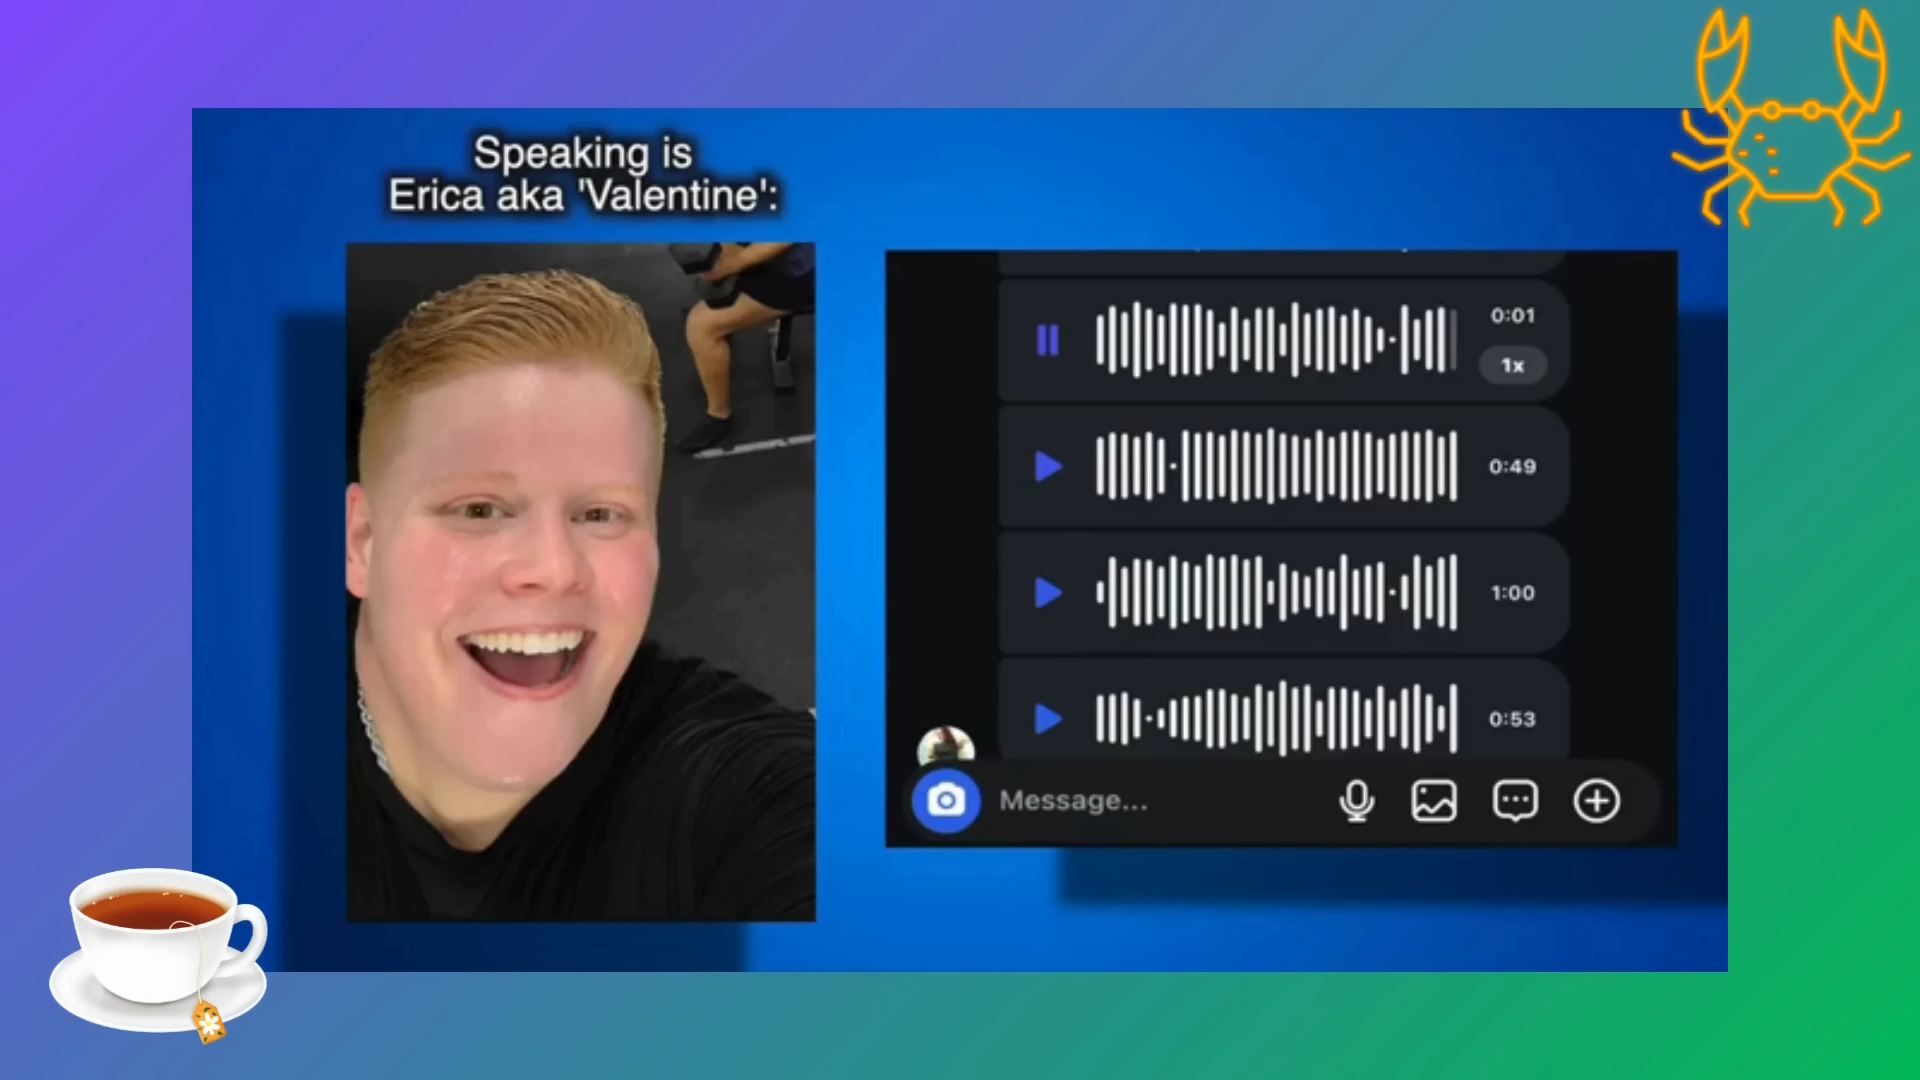 Speaking is
Erica aka 'Valentine':
0:01
1x
0:49
1:00
0:53
Message...